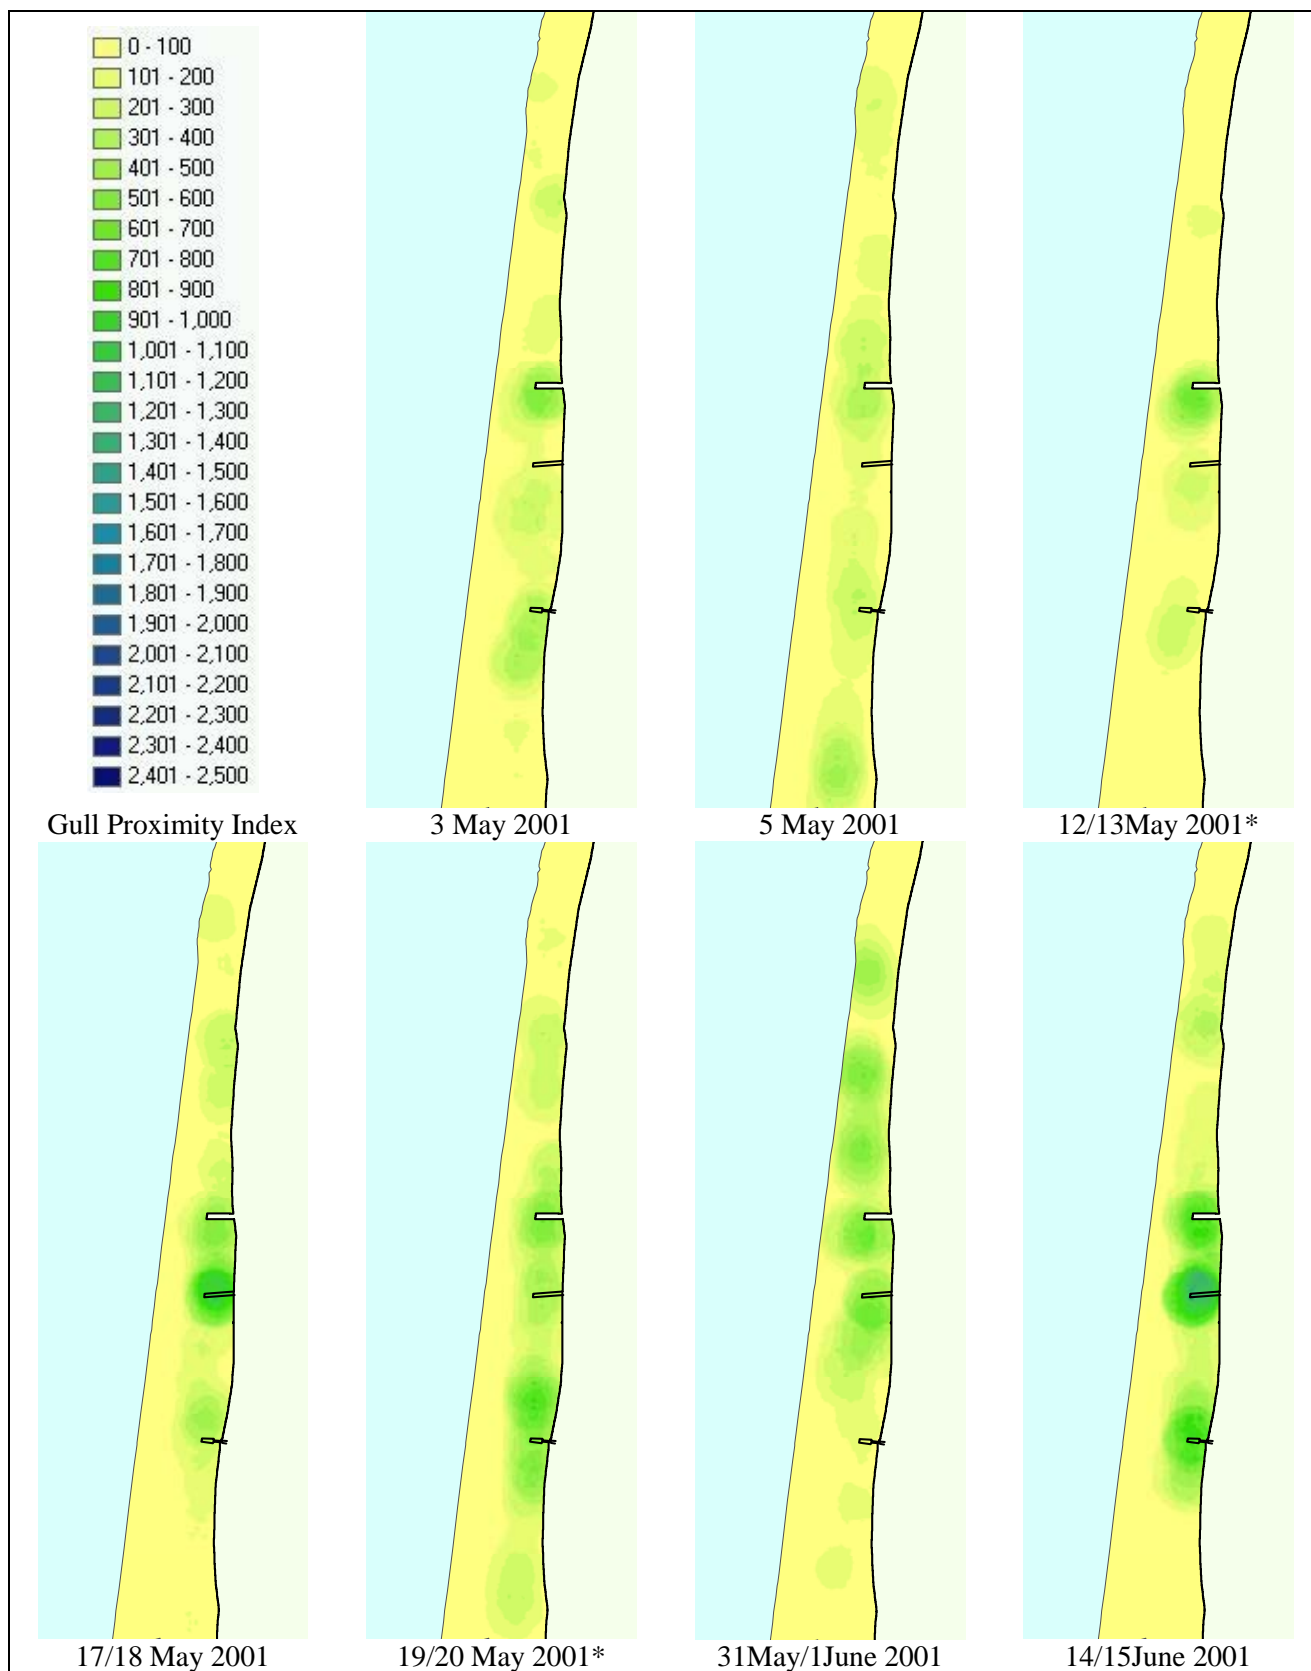 0 - 100
101 - 200
201 - 300
301 - 400
401 - 500
501 - 600
601 - 700
701 - 800
801 - 900
901 - 1,000
1,001 - 1,100
1,101 - 1,200
1,201 - 1,300
1,301 - 1,400
1,401 - 1,500
1,501 - 1,600
1,601 - 1,700
1,701 - 1,800
1,801 - 1,900
1,901 - 2,000
2,001 - 2,100
2,101 - 2,200
2,201 - 2,300
2,301 - 2,400
2,401 - 2,500
Gull Proximity Index
3 May 2001
5 May 2001
12/13May 2001*
17/18 May 2001
19/20 May 2001*
31May/1June 2001
14/15June 2001